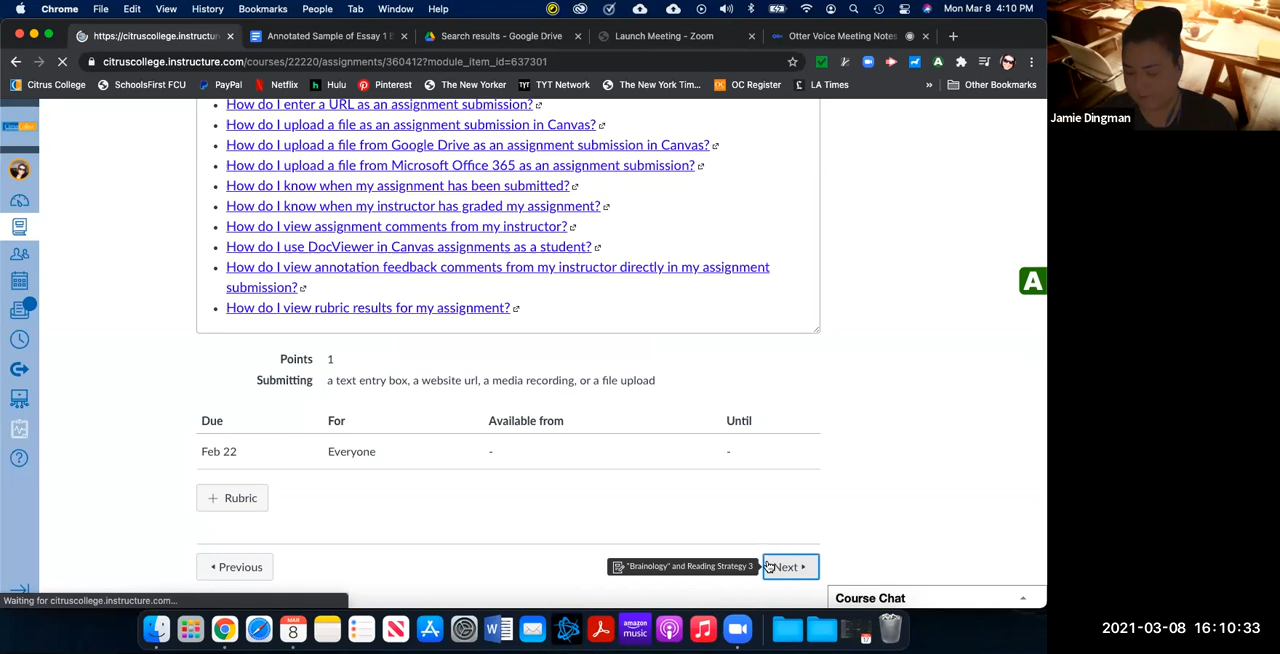 Chrome File Edit View History Bookmarks People Tab Window Help Mon Mar 8 4:10 PM
https://citruscollege.instructur Annotated Sample of Essay 1 Search results - Google Drive Launch Meeting - Zoom Otter Voice Meeting Notes
citruscollege.instructure.com/courses/22220/assignments/360412?module_item_id=637301
Citrus College SchoolsFirst FCU PayPal Netflix Hulu Pinterest The New Yorker TYT Network The New York Tim... OC Register LA Times » Other Bookmarks
Jamie Dingman
How do I enter a URL as an assignment submission?
How do I upload a file as an assignment submission in Canvas?
How do I upload a file from Google Drive as an assignment submission in Canvas?
How do I upload a file from Microsoft Office 365 as an assignment submission?
How do I know when my assignment has been submitted?
How do I know when my instructor has graded my assignment?
How do I view assignment comments from my instructor?
How do I use DocViewer in Canvas assignments as a student?
How do I view annotation feedback comments from my instructor directly in my assignment
submission?
How do I view rubric results for my assignment?
A
Points 1
Submitting a text entry box, a website url, a media recording, or a file upload
Due For Available from Until
Feb 22 Everyone - -
+ Rubric
Previous "Brainology" and Reading Strategy 3 Next
Waiting for citruscollege.instructure.com...
Course Chat
MAR
8
amazon
music
17
2021-03-08 16:10:33